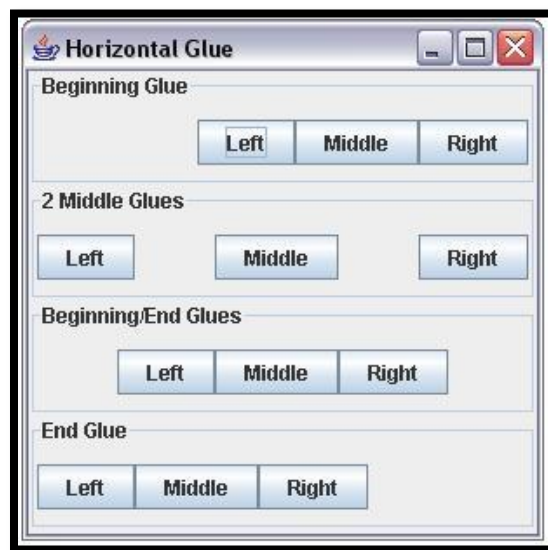 Horizontal Glue
Beginning Glue
Left Middle Right
2 Middle Glues
Left Middle Right
Beginning/End Glues
Left Middle Right
End Glue
Left Middle Right